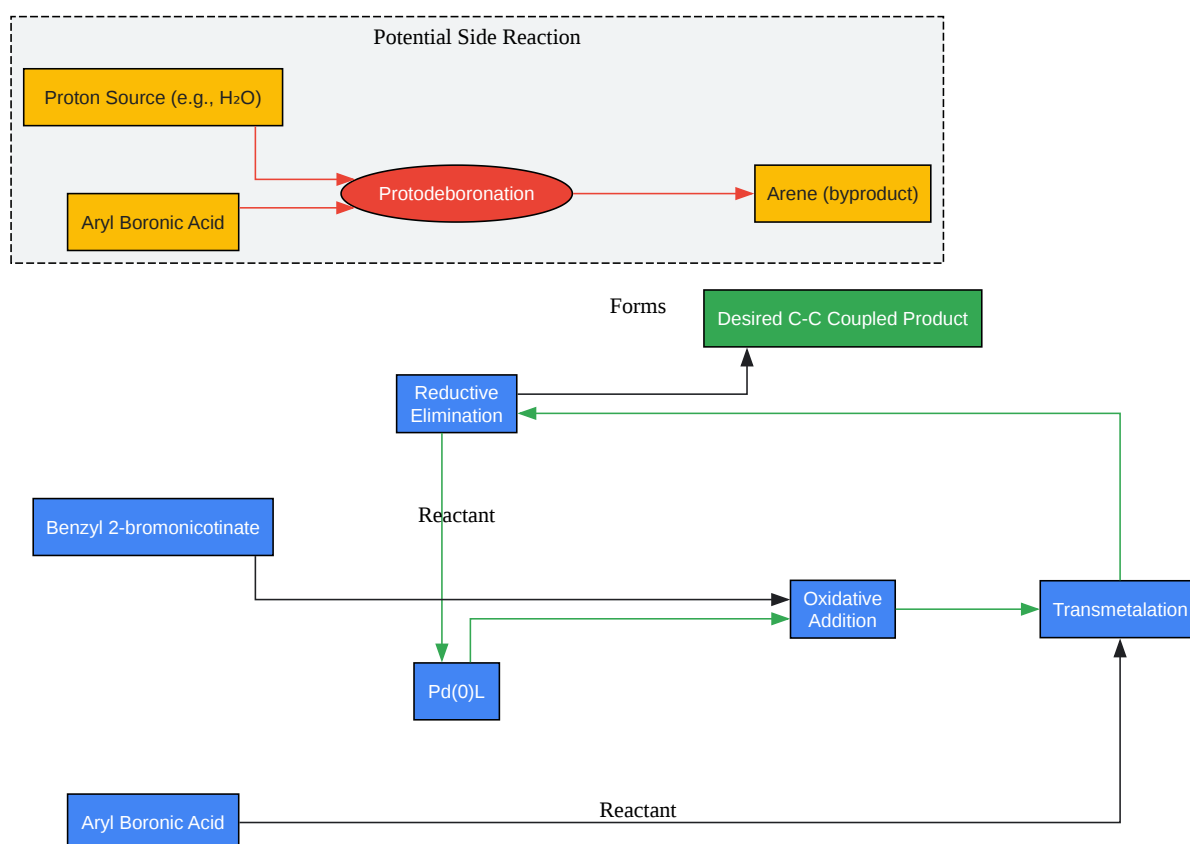 Potential Side Reaction
Proton Source (e.g., H₂O)
Protodeboronation
Arene (byproduct)
Aryl Boronic Acid
Forms
Desired C-C Coupled Product
Reductive
Elimination
Reactant
Benzyl 2-bromonicotinate
Oxidative
Addition
Transmetalation
Pd(0)L
Reactant
Aryl Boronic Acid